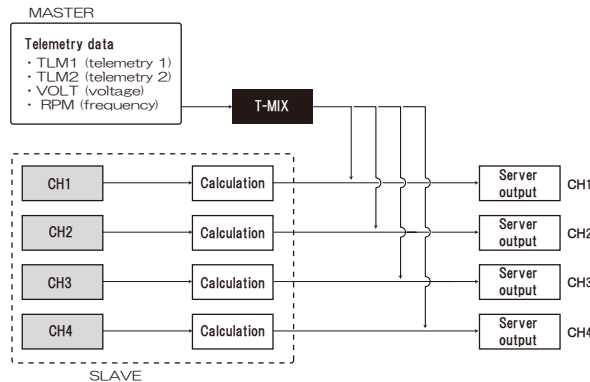 MASTER
Telemetry data
・TLM1 (telemetry 1)
・TLM2 (telemetry 2)
・VOLT (voltage)
・ RPM (frequency)
T-MIX
CH1
Calculation
Server
output
CH1
CH2
Calculation
Server
output
CH2
CH3
Calculation
Server
output
CH3
CH4
Calculation
Server
output
CH4
SLAVE